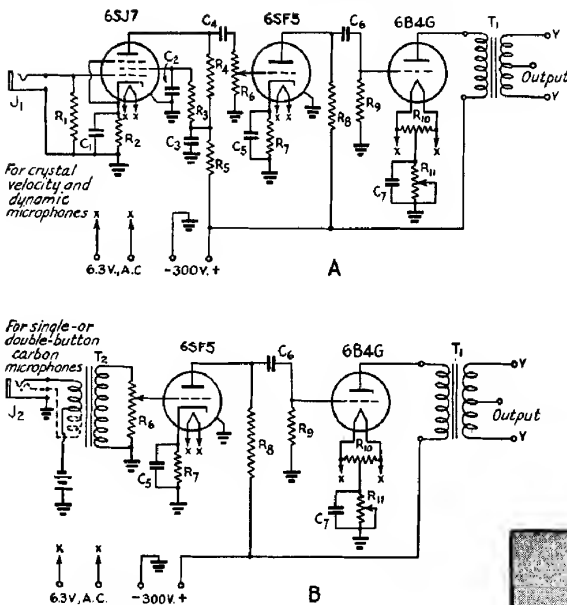 6SJ7
C4
6SF5
C6
6B4G
T1
C2
R4
R6
R3
R8
R9
R10
Y
Output
Y
J1
R1
C1
R2
C3
R5
C5
R7
x x
x x
x x
C7
R11
For crystal
velocity and
dynamic
microphones
x x
6.3V., A.C
-300V. +
A
For single- or
double-button
carbon
microphones
T2
6SF5
C6
6B4G
T1
J2
R6
R8
R9
R10
Y
Output
Y
C5
R7
x x
x x
C7
R11
x x
6.3V, A.C.
-300V. +
B